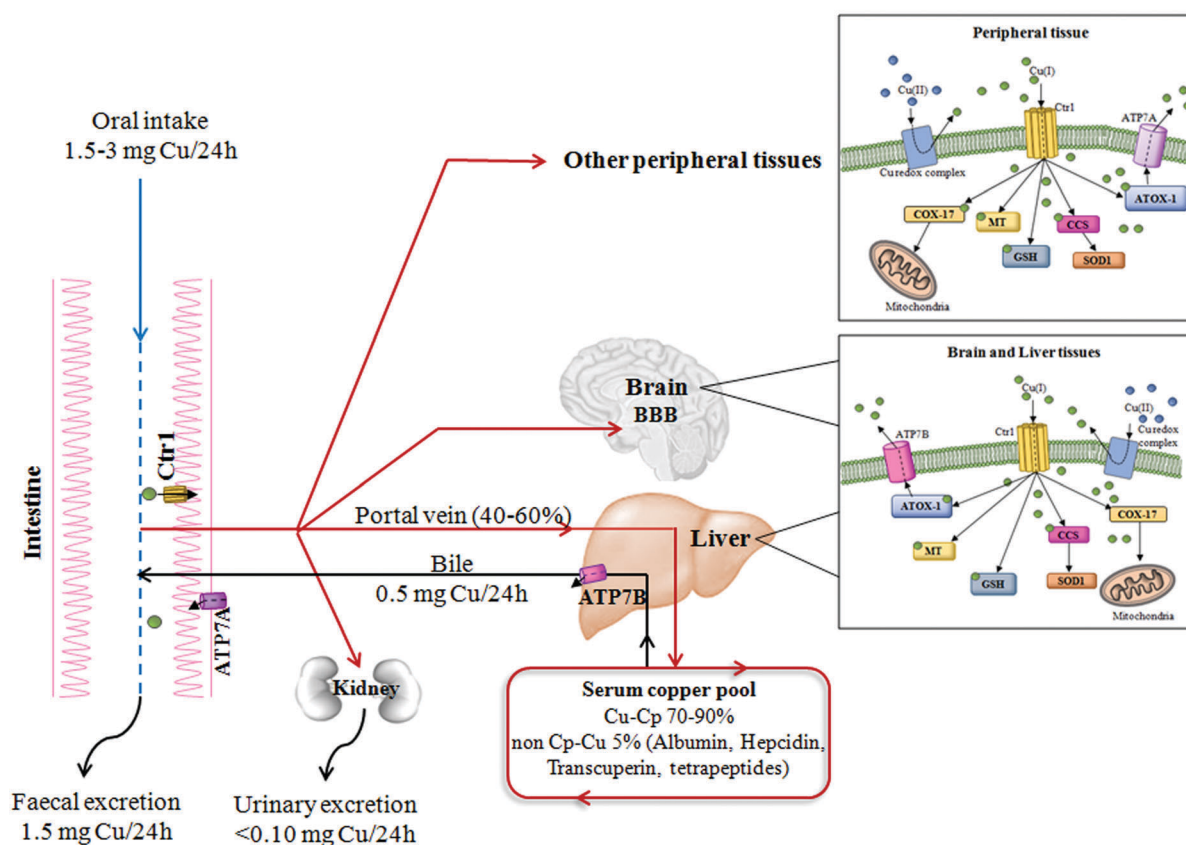 Oral intake
1.5-3 mg Cu/24h
Intestine
Ctr1
ATP7A
Faecal excretion
1.5 mg Cu/24h
Other peripheral tissues
Brain
BBB
Portal vein (40-60%)
Liver
Bile
0.5 mg Cu/24h
ATP7B
Kidney
Urinary excretion
<0.10 mg Cu/24h
Serum copper pool
Cu-Cp 70-90%
non Cp-Cu 5% (Albumin, Hepcidin,
Transcuperin, tetrapeptides)
Peripheral tissue
Cu(I)
Cu(II)
Ctr1
ATP7A
Cu redox complex
COX-17
MT
CCS
ATOX-1
GSH
SOD1
Mitochondria
Brain and Liver tissues
Cu(I)
Cu(II)
ATP7B
Ctr1
Cu redox
complex
ATOX-1
COX-17
MT
CCS
GSH
SOD1
Mitochondria